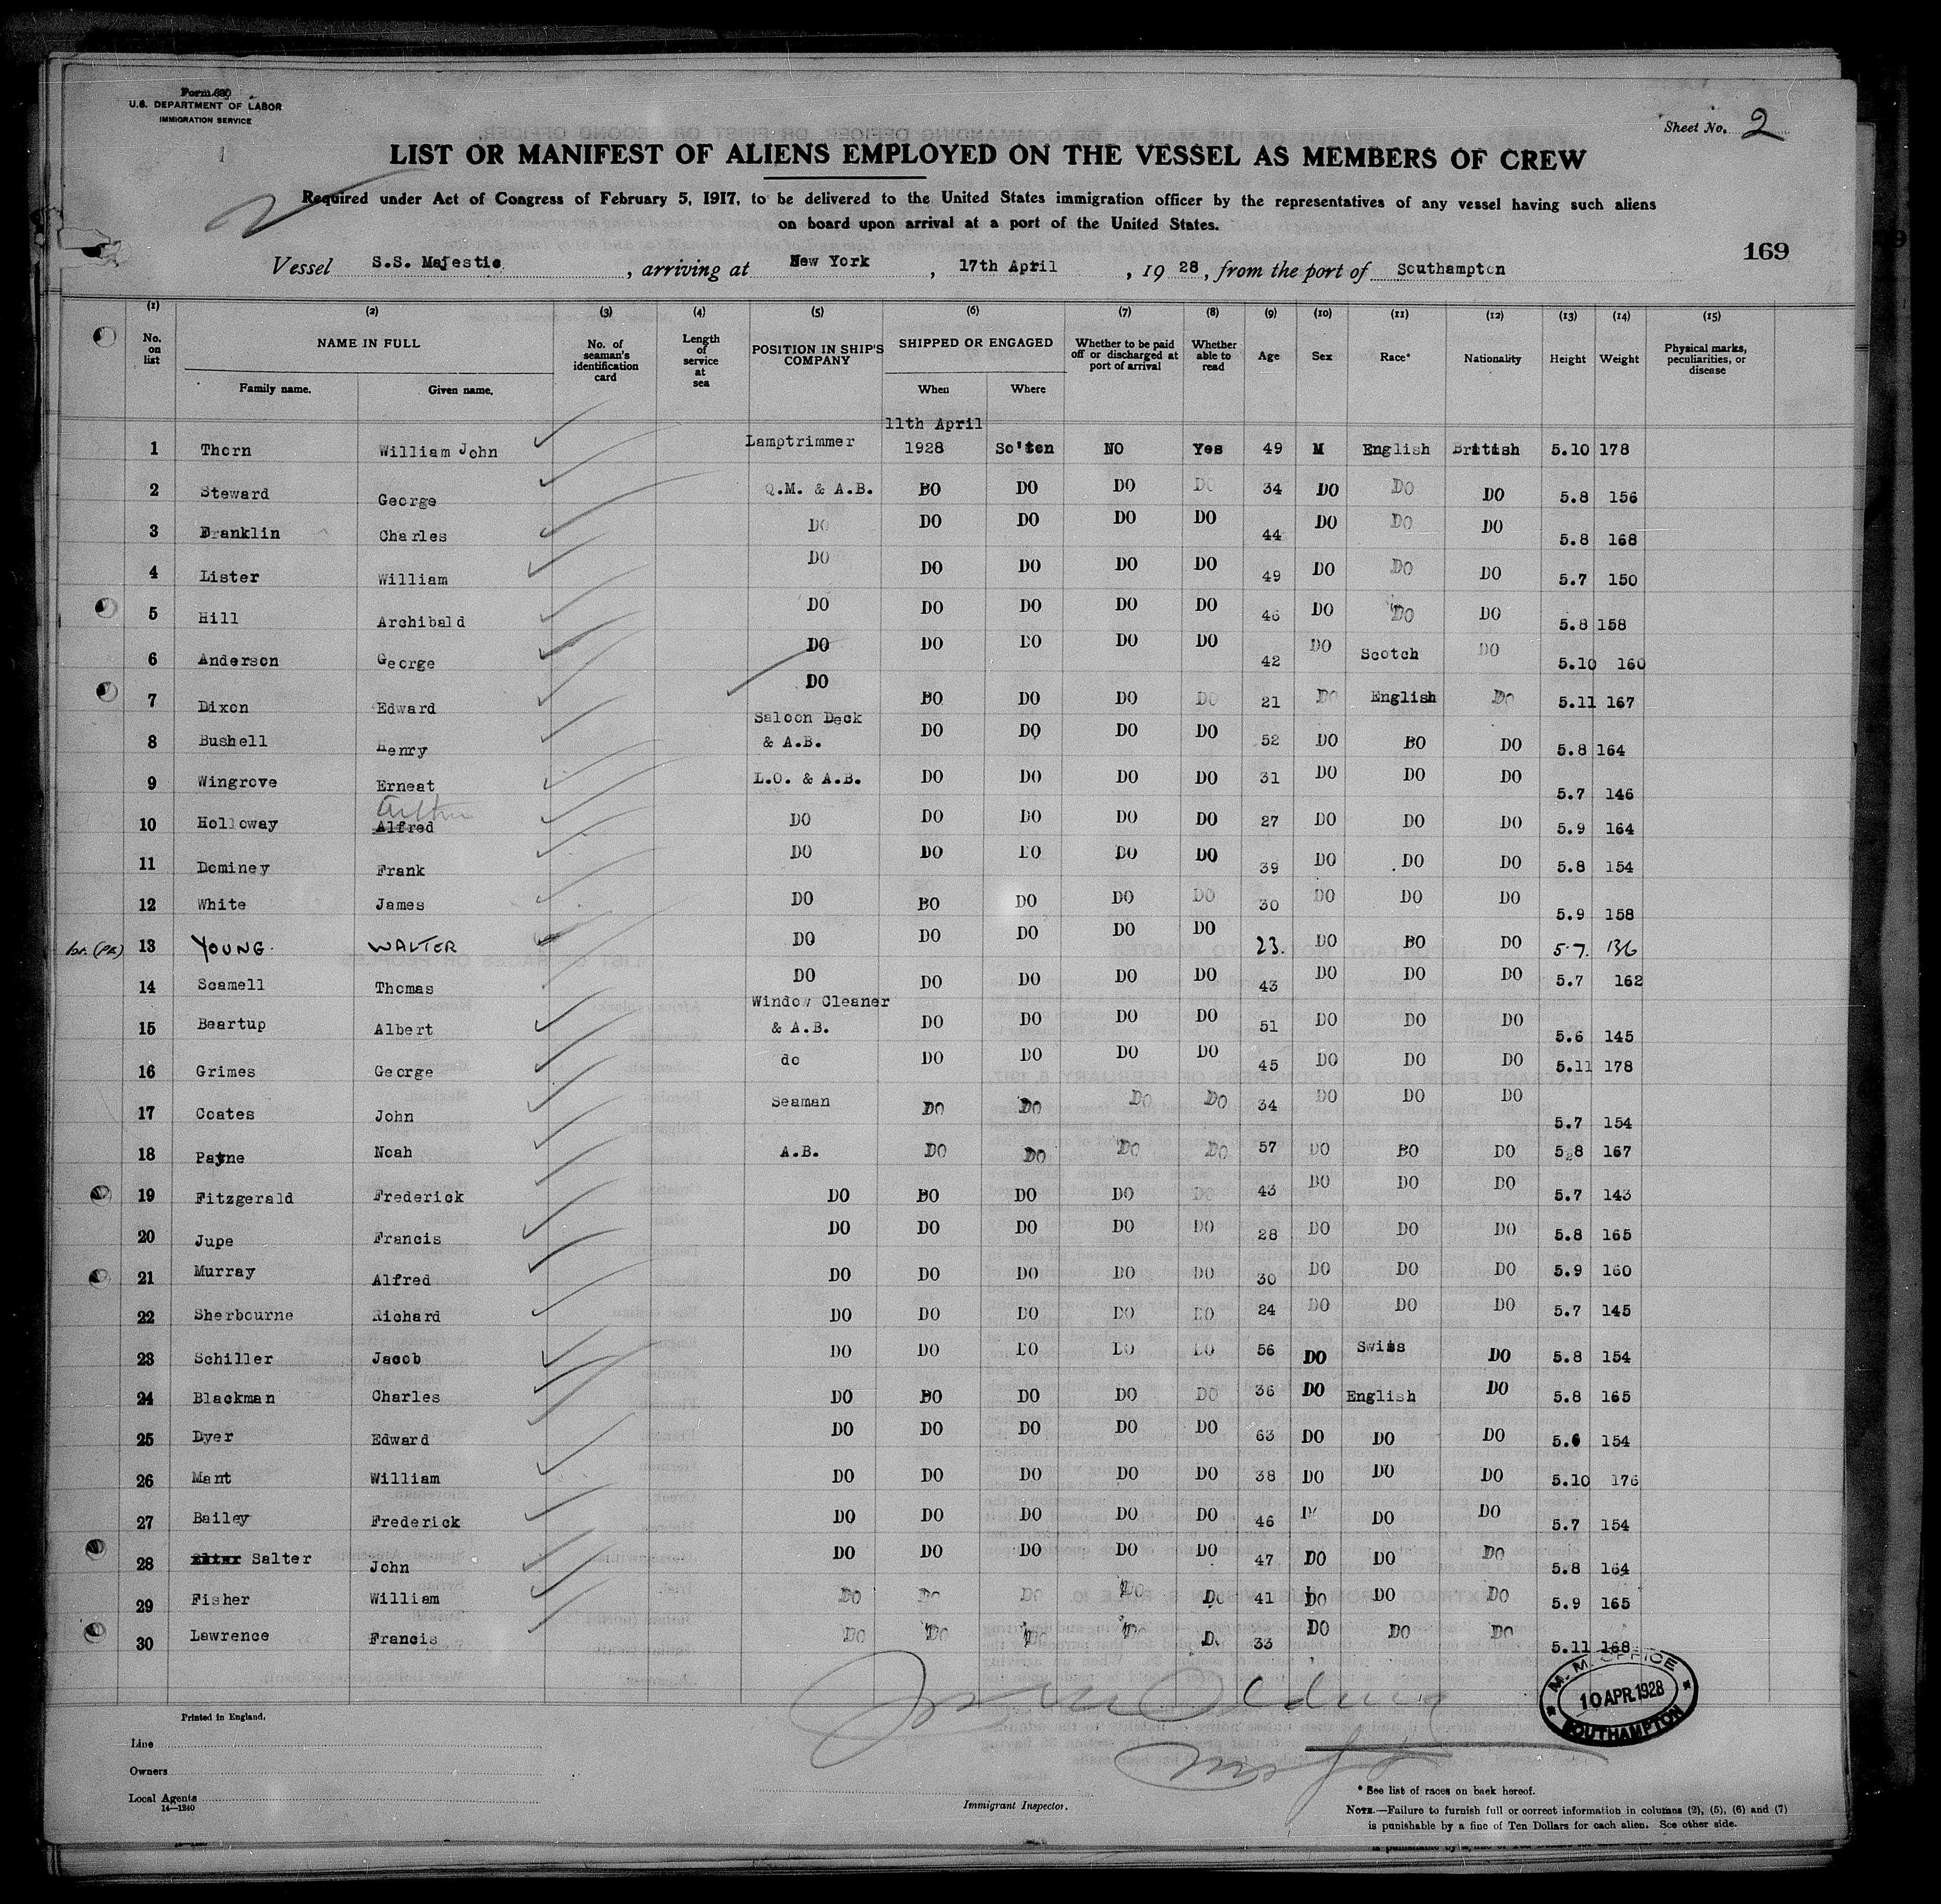 Form 680
U.S. DEPARTMENT OF LABOR
IMMIGRATION SERVICE
Sheet No. 2
LIST OR MANIFEST OF ALIENS EMPLOYED ON THE VESSEL AS MEMBERS OF CREW
Required under Act of Congress of February 5, 1917, to be delivered to the United States immigration officer by the representatives of any vessel having such aliens
on board upon arrival at a port of the United States.
169
Vessel S.S. Majestic, arriving at New York, 17th April, 1928, from the port of Southampton
(1) (2) (3) (4) (5) (6) (7) (8) (9) (10) (11) (12) (13) (14) (15)
No. on list NAME IN FULL Family name. Given name. No. of seaman's identification card Length of service at sea POSITION IN SHIP'S COMPANY SHIPPED OR ENGAGED When Where Whether to be paid off or discharged at port of arrival Whether able to read Age Sex Race* Nationality Height Weight Physical marks, peculiarities, or disease
1 Thorn William John Lamptrimmer 11th April 1928 So'ton NO Yes 49 M English British 5.10 178
2 Steward George Q.M. & A.B. DO DO DO DO 34 DO DO DO 5.8 156
3 Franklin Charles DO DO DO DO DO 44 DO DO DO 5.8 168
4 Lister William DO DO DO DO DO 49 DO DO DO 5.7 150
5 Hill Archibald DO DO DO DO DO 46 DO DO DO 5.8 158
6 Anderson George DO DO DO DO DO 42 DO Scotch DO 5.10 160
7 Dixon Edward DO DO DO DO DO 21 DO English DO 5.11 167
8 Bushell Henry Saloon Deck & A.B. DO DO DO DO 52 DO DO DO 5.8 164
9 Wingrove Erneat L.O. & A.B. DO DO DO DO 31 DO DO DO 5.7 146
10 Holloway Arthur Alfred DO DO DO DO DO 27 DO DO DO 5.9 164
11 Dominey Frank DO DO DO DO DO 39 DO DO DO 5.8 154
12 White James DO DO DO DO DO 30 DO DO DO 5.9 158
13 YOUNG. WALTER DO DO DO DO DO 23. DO DO DO 5.7. 136
14 Scamell Thomas DO DO DO DO DO 43 DO DO DO 5.7 162
15 Beartup Albert Window Cleaner & A.B. DO DO DO DO 51 DO DO DO 5.6 145
16 Grimes George do DO DO DO DO 45 DO DO DO 5.11 178
17 Coates John Seaman DO DO DO DO 34 DO DO DO 5.7 154
18 Payne Noah A.B. DO DO DO DO 57 DO DO DO 5.8 167
19 Fitzgerald Frederick DO DO DO DO DO 43 DO DO DO 5.7 143
20 Jupe Francis DO DO DO DO DO 28 DO DO DO 5.8 165
21 Murray Alfred DO DO DO DO DO 30 DO DO DO 5.9 160
22 Sherbourne Richard DO DO DO DO DO 24 DO DO DO 5.7 145
23 Schiller Jacob DO DO DO DO DO 56 DO Swiss DO 5.8 154
24 Blackman Charles DO DO DO DO DO 36 DO English DO 5.8 165
25 Dyer Edward DO DO DO DO DO 63 DO DO DO 5.6 154
26 Mant William DO DO DO DO DO 38 DO DO DO 5.10 176
27 Bailey Frederick DO DO DO DO DO 46 DO DO DO 5.7 154
28 Salter John DO DO DO DO DO 47 DO DO DO 5.8 164
29 Fisher William DO DO DO DO DO 41 DO DO DO 5.9 165
30 Lawrence Francis DO DO DO DO DO 33 DO DO DO 5.11 168
M. M. OFFICE
10 APR. 1928
SOUTHAMPTON
Printed in England.
Line
Owners
Local Agents
14—1240
Immigrant Inspector.
* See list of races on back hereof.
NOTE.—Failure to furnish full or correct information in columns (2), (5), (6) and (7)
is punishable by a fine of Ten Dollars for each alien. See other side.